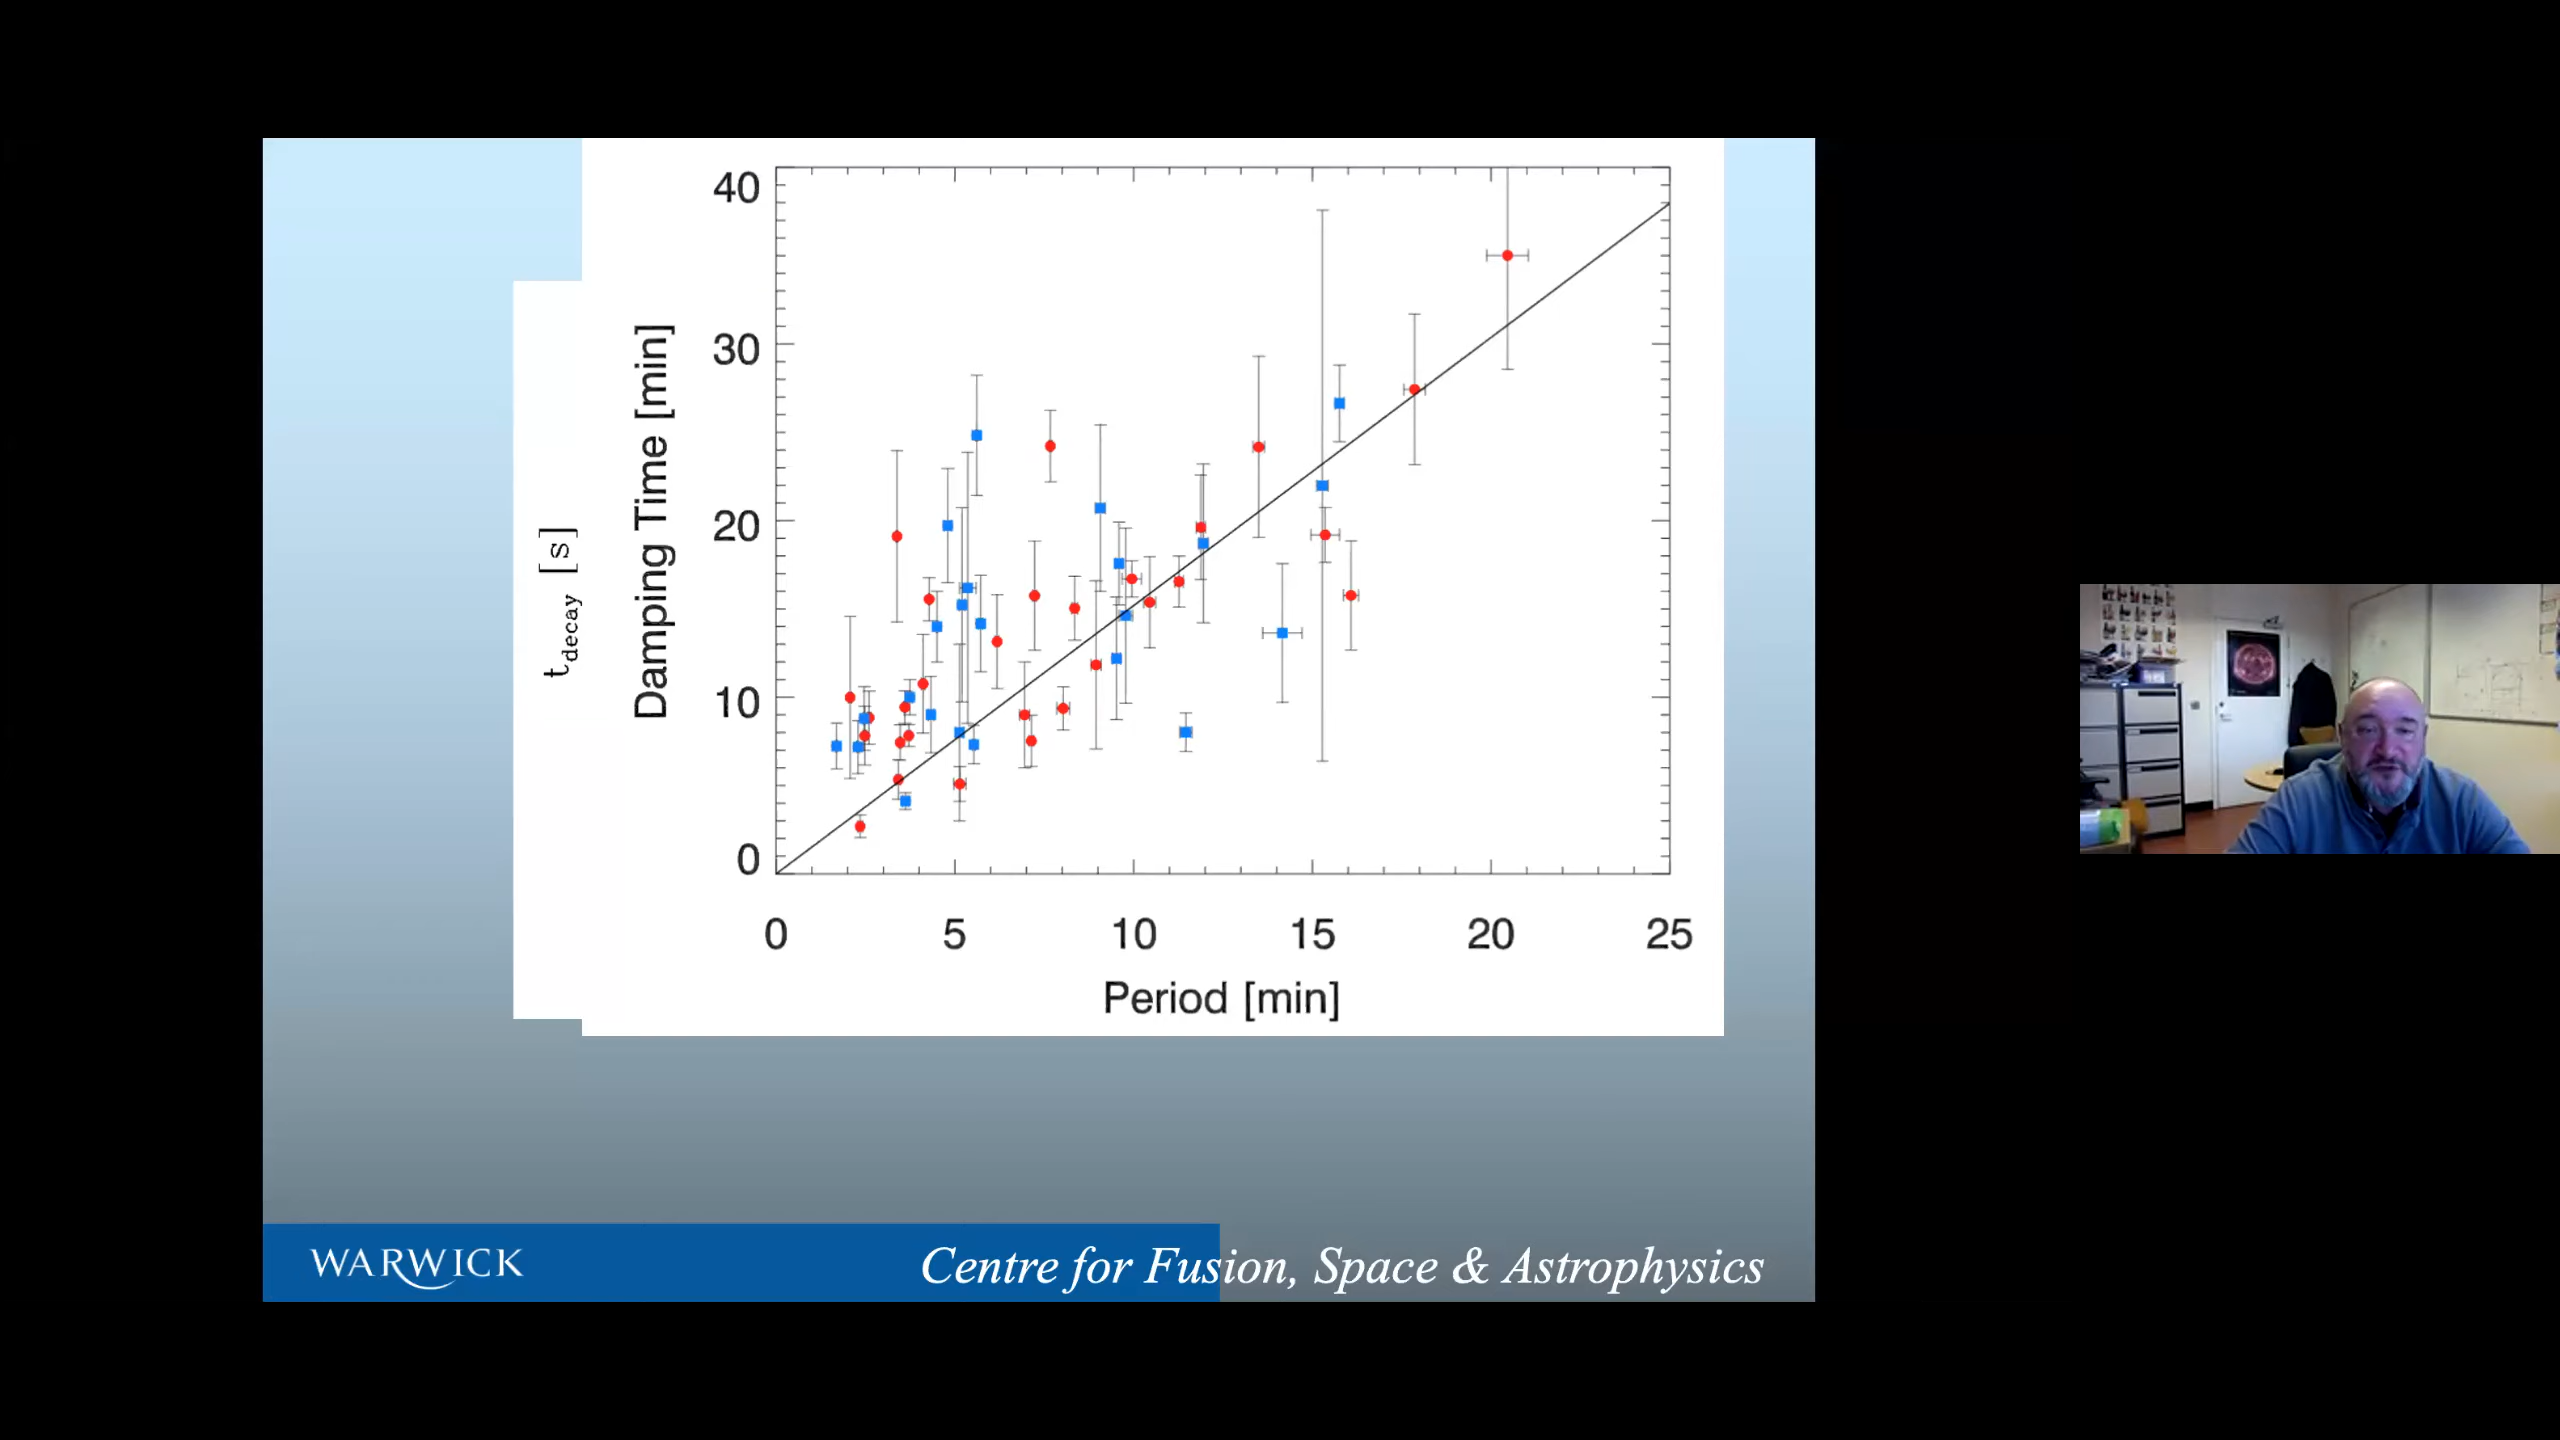 40
30
20
10
0
Damping Time [min]
t_decay [s]
0 5 10 15 20 25
Period [min]
WARWICK
Centre for Fusion, Space & Astrophysics